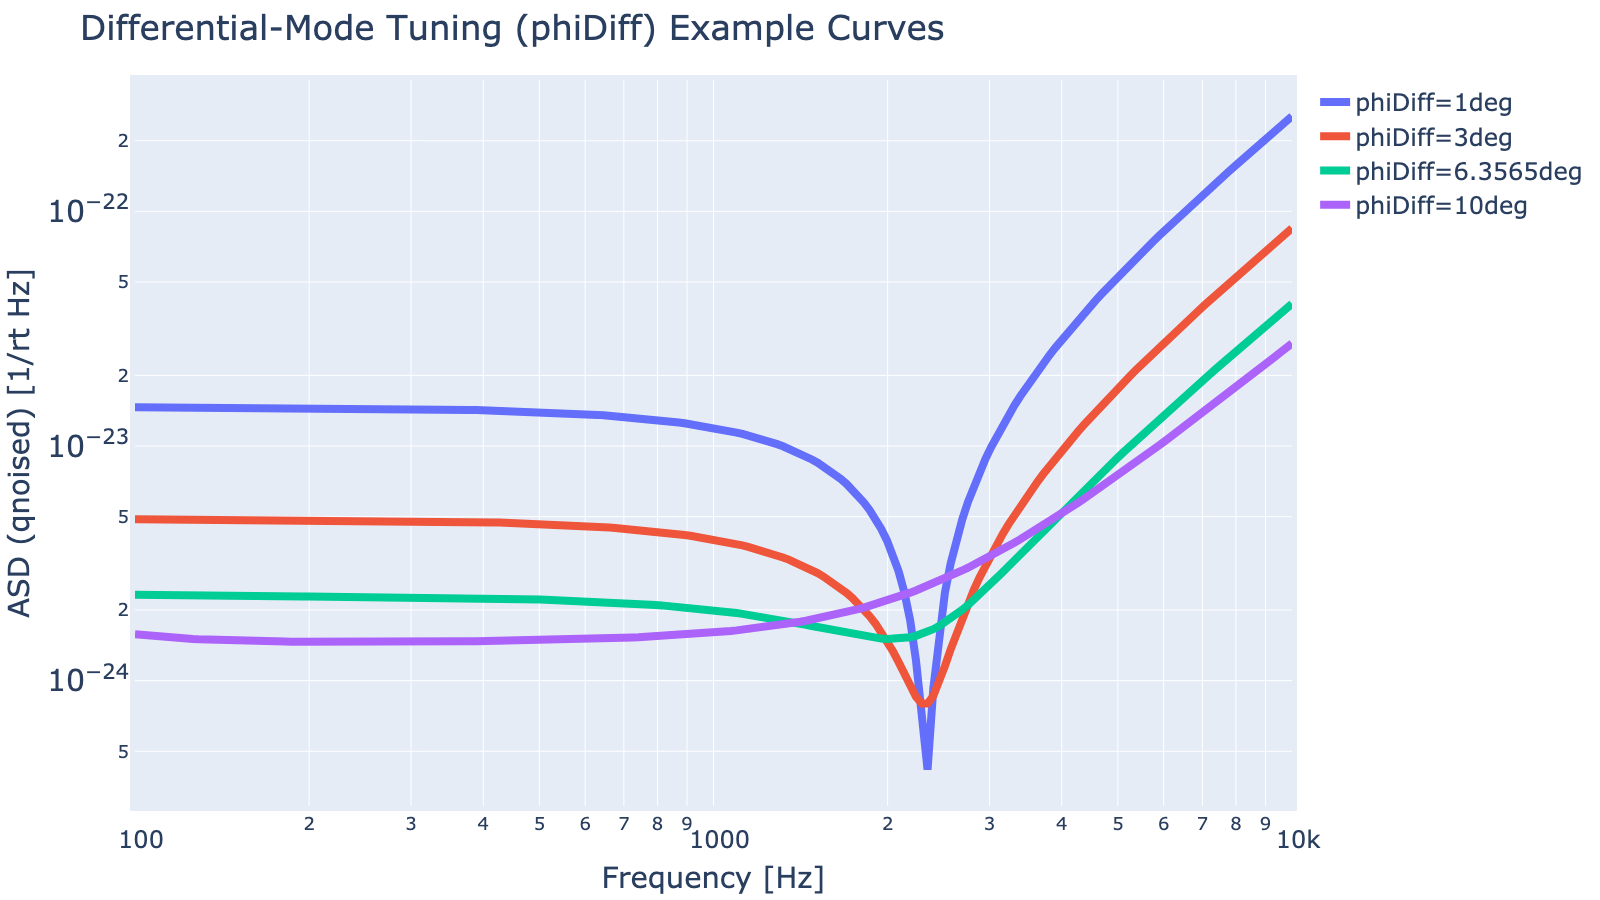 Differential-Mode Tuning (phiDiff) Example Curves
phiDiff=1deg
phiDiff=3deg
phiDiff=6.3565deg
phiDiff=10deg
ASD (qnoised) [1/rt Hz]
2
10−22
5
2
10−23
5
2
10−24
5
2 3 4 5 6 7 8 9 2 3 4 5 6 7 8 9
100 1000 10k
Frequency [Hz]